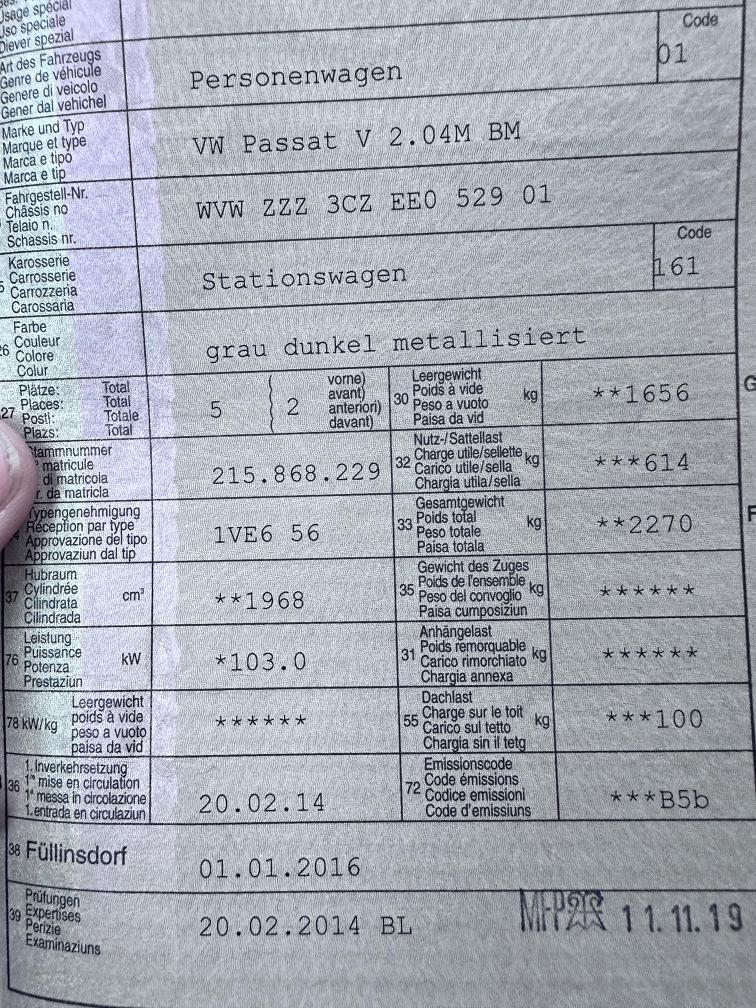 Usage spécial
Uso speciale
Diever spezial
Art des Fahrzeugs
Genre de véhicule
Genere di veicolo
Gener dal vehichel
Personenwagen
Code
01
Marke und Typ
Marque et type
Marca e tipo
Marca e tip
VW Passat V 2.04M BM
Fahrgestell-Nr.
Châssis no
Telaio n.
Schassis nr.
WVW ZZZ 3CZ EE0 529 01
Karosserie
Carrosserie
Carrozzeria
Carossaria
Stationswagen
Code
161
26
Farbe
Couleur
Colore
Colur
grau dunkel metallisiert
27
Plätze: Total
Places: Total
Posti: Totale
Plazs: Total
5
2
vorne)
avant)
anteriori)
davant)
30
Leergewicht
Poids à vide
Peso a vuoto
Paisa da vid
kg
**1656
Stammnummer
matricule
di matricola
da matricla
215.868.229
32
Nutz-/Sattellast
Charge utile/sellette
Carico utile/sella
Chargia utila/sella
kg
***614
Typengenehmigung
Réception par type
Approvazione del tipo
Approvaziun dal tip
1VE6 56
33
Gesamtgewicht
Poids total
Peso totale
Paisa totala
kg
**2270
37
Hubraum
Cylindrée
Cilindrata
Cilindrada
cm³
**1968
35
Gewicht des Zuges
Poids de l'ensemble
Peso del convoglio
Paisa cumposiziun
kg
******
76
Leistung
Puissance
Potenza
Prestaziun
kW
*103.0
31
Anhängelast
Poids remorquable
Carico rimorchiato
Chargia annexa
kg
******
78 kW/kg
Leergewicht
poids à vide
peso a vuoto
paisa da vid
******
55
Dachlast
Charge sur le toit
Carico sul tetto
Chargia sin il tetg
kg
***100
36
1. Inverkehrsetzung
1re mise en circulation
1a messa in circolazione
1. entrada en circulaziun
20.02.14
72
Emissionscode
Code émissions
Codice emissioni
Code d'emissiuns
***B5b
38 Füllinsdorf
01.01.2016
39
Prüfungen
Expertises
Perizie
Examinaziuns
20.02.2014 BL
11.11.19